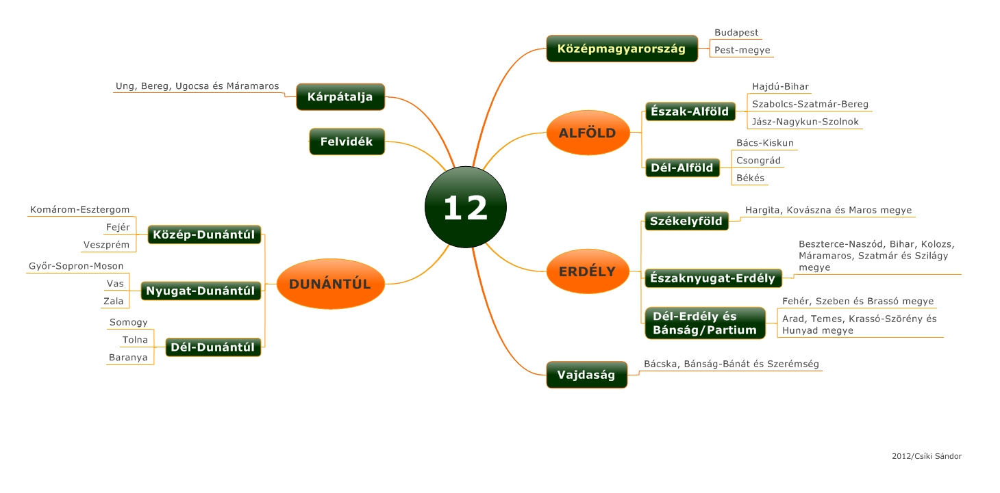 12
Középmagyarország
Budapest
Pest-megye
ALFÖLD
Észak-Alföld
Hajdú-Bihar
Szabolcs-Szatmár-Bereg
Jász-Nagykun-Szolnok
Dél-Alföld
Bács-Kiskun
Csongrád
Békés
ERDÉLY
Székelyföld
Hargita, Kovászna és Maros megye
Északnyugat-Erdély
Beszterce-Naszód, Bihar, Kolozs,
Máramaros, Szatmár és Szilágy
megye
Dél-Erdély és
Bánság/Partium
Fehér, Szeben és Brassó megye
Arad, Temes, Krassó-Szörény és
Hunyad megye
Vajdaság
Bácska, Bánság-Bánát és Szerémség
Kárpátalja
Ung, Bereg, Ugocsa és Máramaros
Felvidék
DUNÁNTÚL
Közép-Dunántúl
Komárom-Esztergom
Fejér
Veszprém
Nyugat-Dunántúl
Győr-Sopron-Moson
Vas
Zala
Dél-Dunántúl
Somogy
Tolna
Baranya
2012/Csíki Sándor